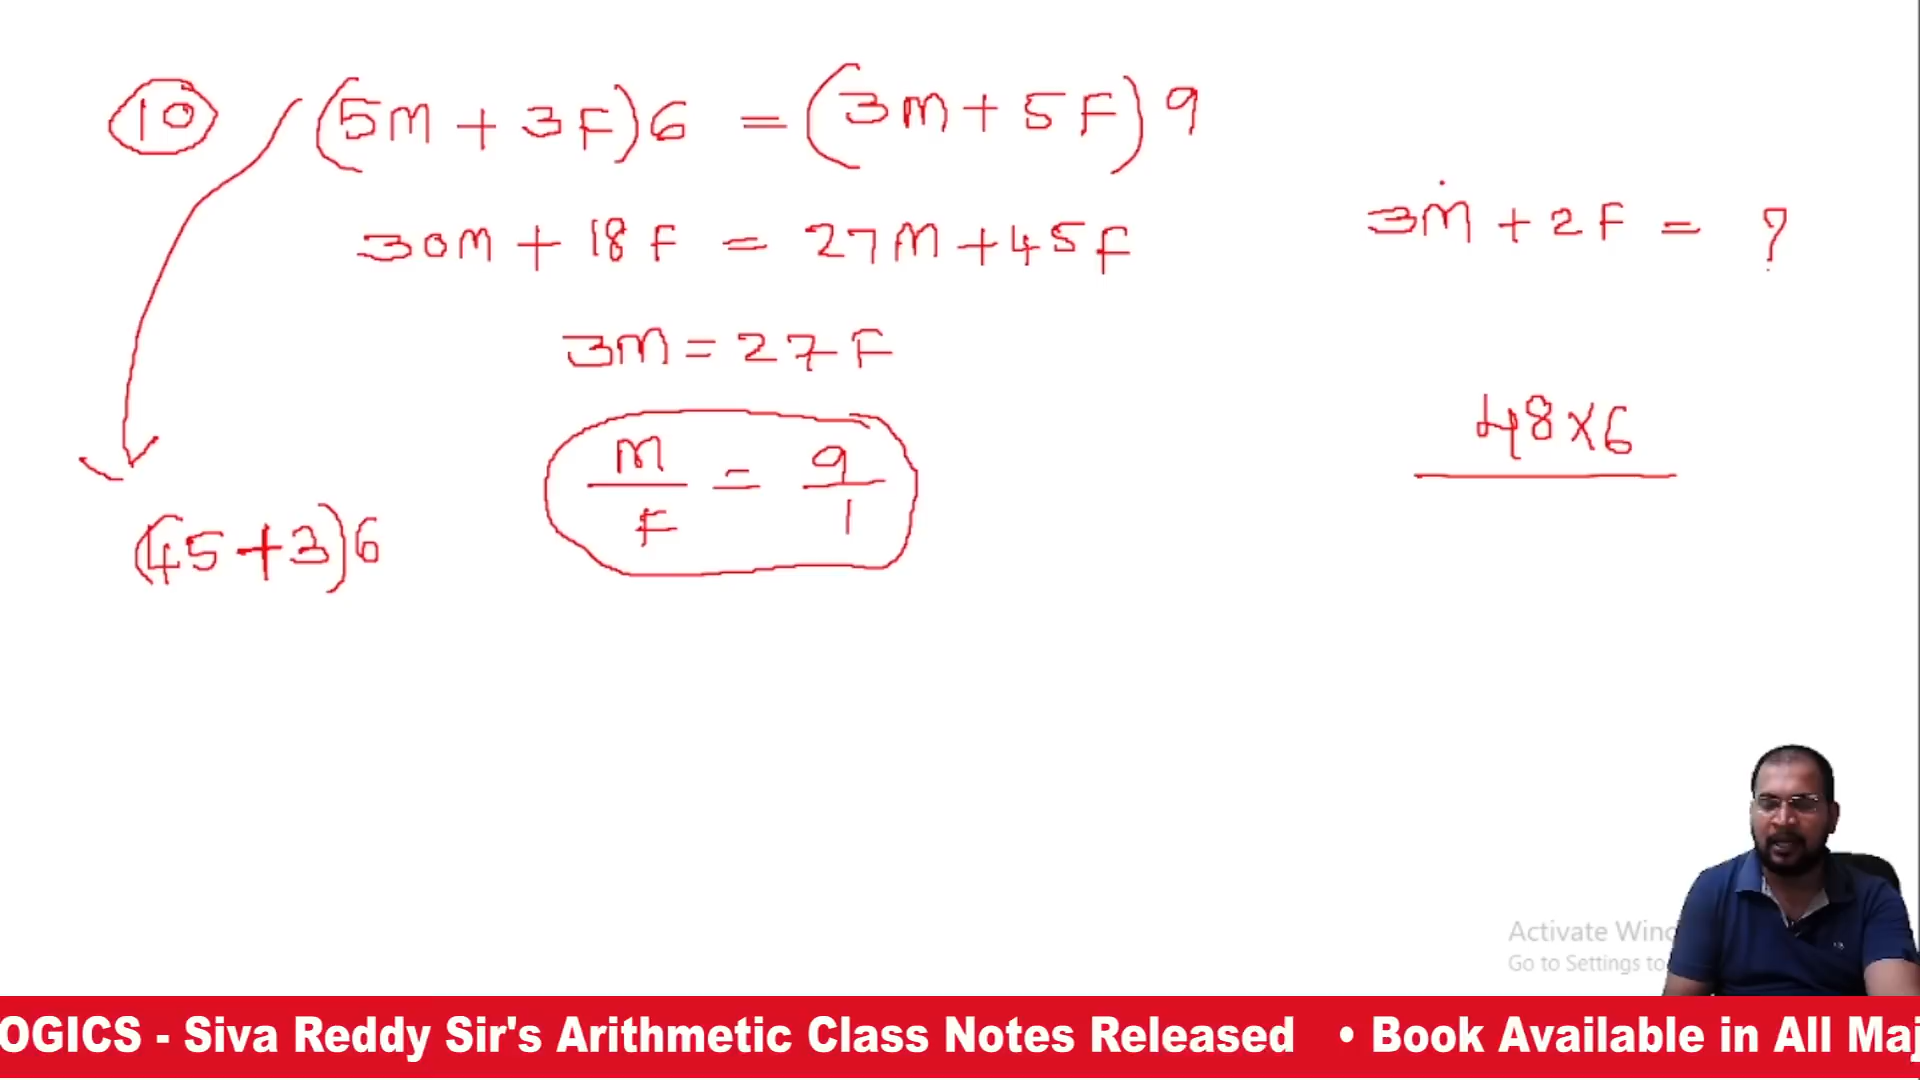 10 (5M + 3F)6 = (3M + 5F)9
30M + 18F = 27M + 45F
3M + 2F = ?
3M = 27F
M/F = 9/1
48×6
(45+3)6
Activate Wind
Go to Settings to
OGICS - Siva Reddy Sir's Arithmetic Class Notes Released • Book Available in All Maj